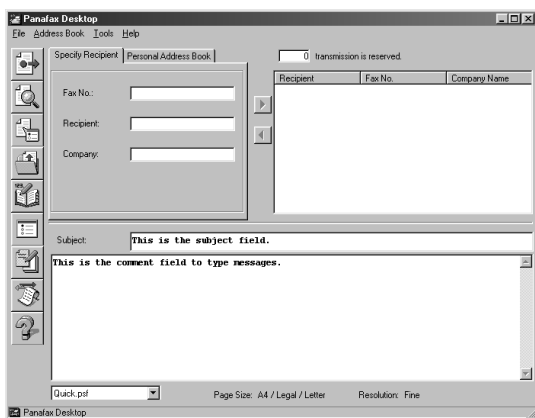 Panafax Desktop
File Address Book Tools Help
Specify Recipient Personal Address Book
0 transmission is reserved.
Recipient Fax No. Company Name
Fax No.:
Recipient:
Company:
Subject: This is the subject field.
This is the comment field to type messages.
Quick.psf Page Size: A4 / Legal / Letter Resolution: Fine
Panafax Desktop